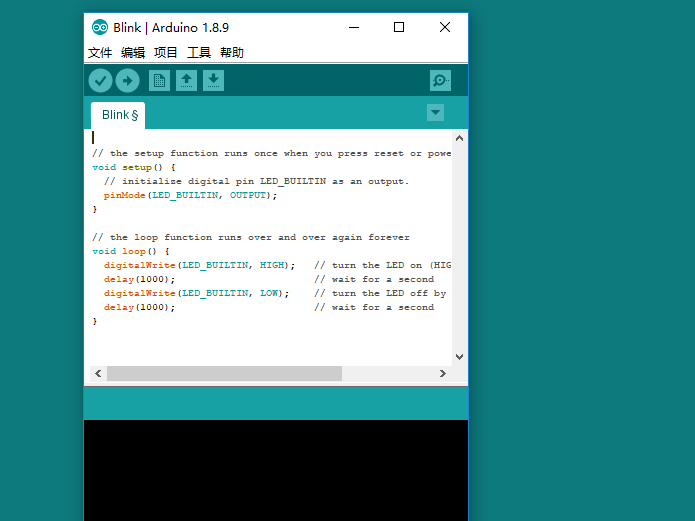 Blink | Arduino 1.8.9
文件 编辑 项目 工具 帮助
Blink §
// the setup function runs once when you press reset or powe
void setup() {
  // initialize digital pin LED_BUILTIN as an output.
  pinMode(LED_BUILTIN, OUTPUT);
}
// the loop function runs over and over again forever
void loop() {
  digitalWrite(LED_BUILTIN, HIGH);   // turn the LED on (HIG
  delay(1000);                       // wait for a second
  digitalWrite(LED_BUILTIN, LOW);    // turn the LED off by
  delay(1000);                       // wait for a second
}